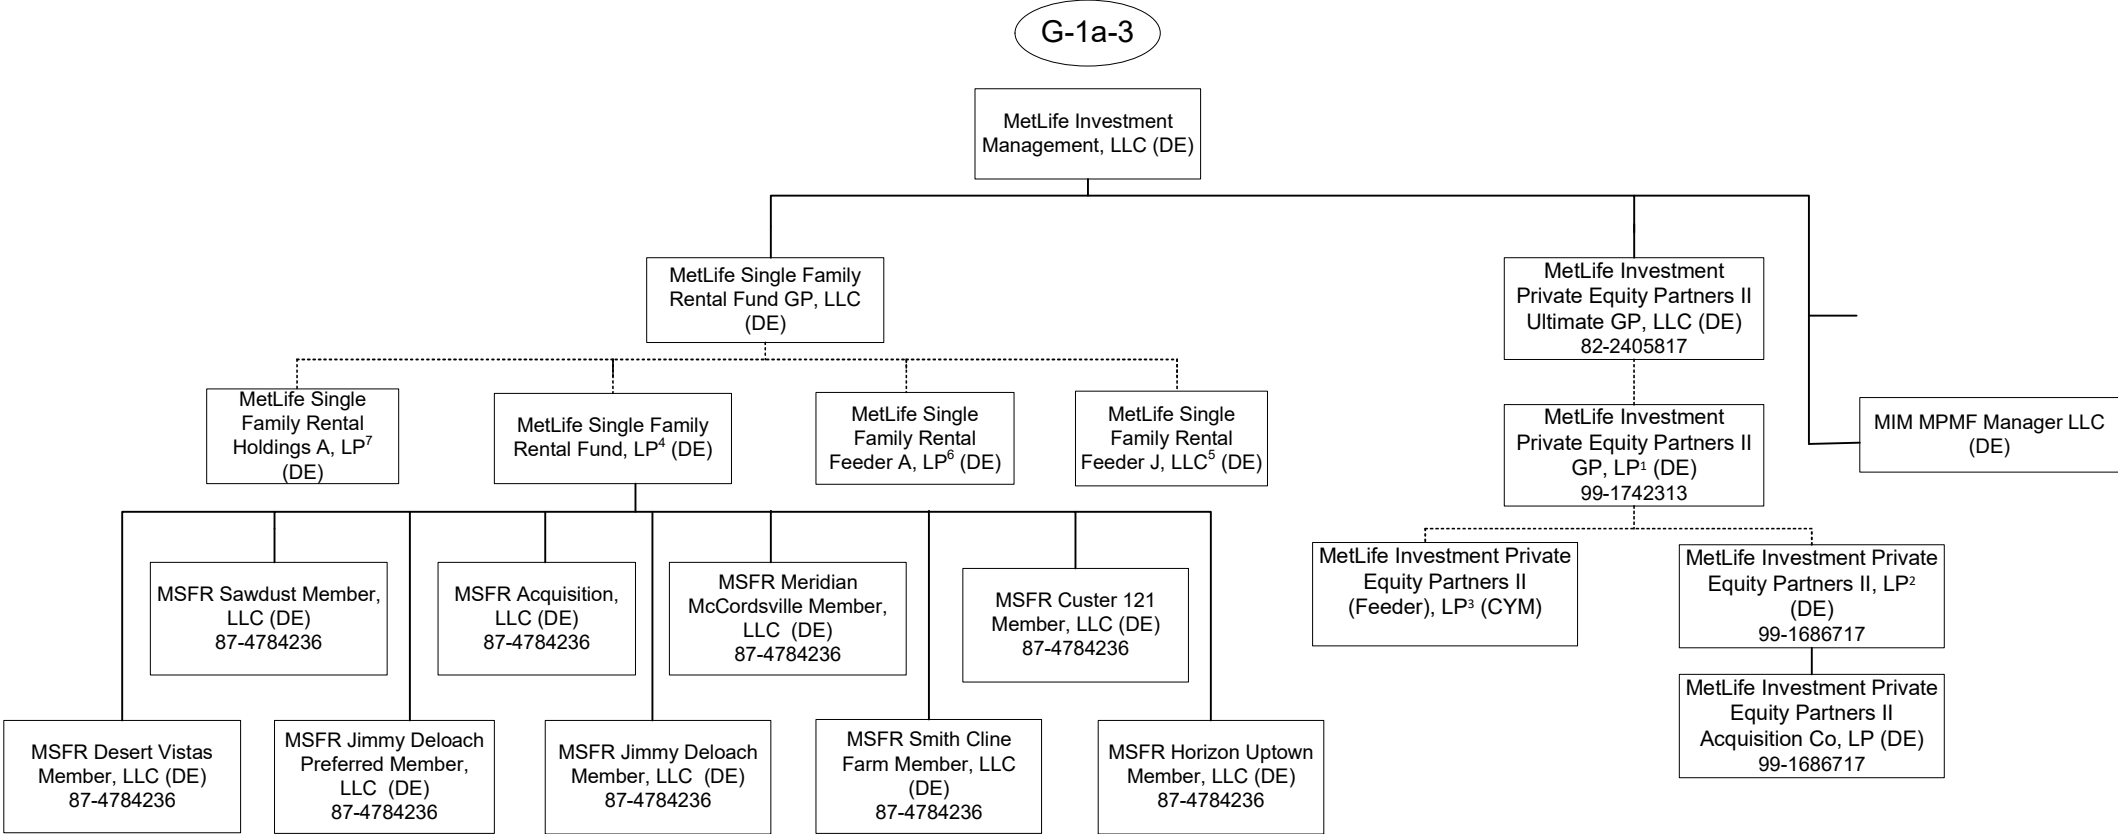 G-1a-3
MetLife Investment
Management, LLC (DE)
MetLife Single Family
Rental Fund GP, LLC
(DE)
MetLife Investment
Private Equity Partners II
Ultimate GP, LLC (DE)
82-2405817
MetLife Single
Family Rental
Holdings A, LP⁷
(DE)
MetLife Single Family
Rental Fund, LP⁴ (DE)
MetLife Single
Family Rental
Feeder A, LP⁶ (DE)
MetLife Single
Family Rental
Feeder J, LLC⁵ (DE)
MetLife Investment
Private Equity Partners II
GP, LP¹ (DE)
99-1742313
MIM MPMF Manager LLC
(DE)
MSFR Sawdust Member,
LLC (DE)
87-4784236
MSFR Acquisition,
LLC (DE)
87-4784236
MSFR Meridian
McCordsville Member,
LLC (DE)
87-4784236
MSFR Custer 121
Member, LLC (DE)
87-4784236
MetLife Investment Private
Equity Partners II
(Feeder), LP³ (CYM)
MetLife Investment Private
Equity Partners II, LP²
(DE)
99-1686717
MSFR Desert Vistas
Member, LLC (DE)
87-4784236
MSFR Jimmy Deloach
Preferred Member,
LLC (DE)
87-4784236
MSFR Jimmy Deloach
Member, LLC (DE)
87-4784236
MSFR Smith Cline
Farm Member, LLC
(DE)
87-4784236
MSFR Horizon Uptown
Member, LLC (DE)
87-4784236
MetLife Investment Private
Equity Partners II
Acquisition Co, LP (DE)
99-1686717